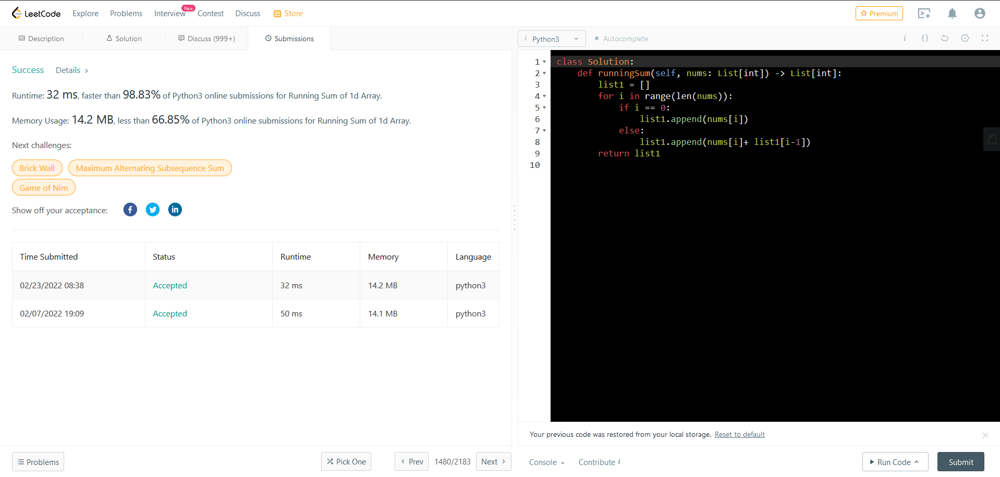 LeetCode Explore Problems Interview New Contest Discuss Store Premium
Description Solution Discuss (999+) Submissions
Success Details >
Runtime: 32 ms, faster than 98.83% of Python3 online submissions for Running Sum of 1d Array.
Memory Usage: 14.2 MB, less than 66.85% of Python3 online submissions for Running Sum of 1d Array.
Next challenges:
Brick Wall Maximum Alternating Subsequence Sum
Game of Nim
Show off your acceptance:
Time Submitted Status Runtime Memory Language
02/23/2022 08:38 Accepted 32 ms 14.2 MB python3
02/07/2022 19:09 Accepted 50 ms 14.1 MB python3
Problems Pick One < Prev 1480/2183 Next >
i Python3 Autocomplete i {}
1 class Solution:
2     def runningSum(self, nums: List[int]) -> List[int]:
3         list1 = []
4         for i in range(len(nums)):
5             if i == 0:
6                 list1.append(nums[i])
7             else:
8                 list1.append(nums[i]+ list1[i-1])
9         return list1
10
Your previous code was restored from your local storage. Reset to default
Console Contribute i Run Code Submit